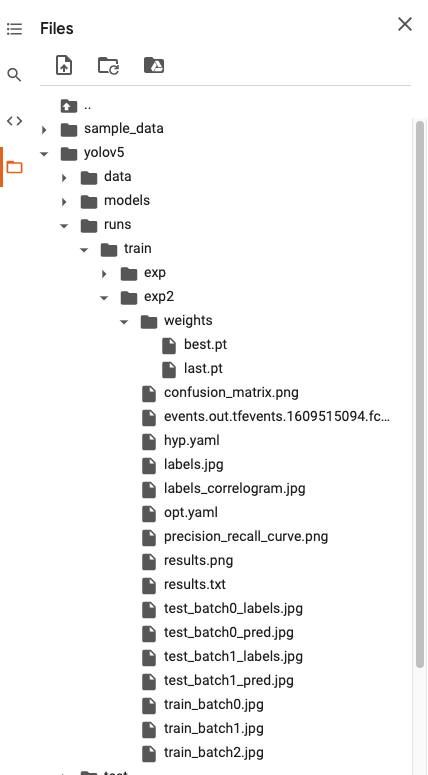 Files
..
sample_data
yolov5
data
models
runs
train
exp
exp2
weights
best.pt
last.pt
confusion_matrix.png
events.out.tfevents.1609515094.fc...
hyp.yaml
labels.jpg
labels_correlogram.jpg
opt.yaml
precision_recall_curve.png
results.png
results.txt
test_batch0_labels.jpg
test_batch0_pred.jpg
test_batch1_labels.jpg
test_batch1_pred.jpg
train_batch0.jpg
train_batch1.jpg
train_batch2.jpg